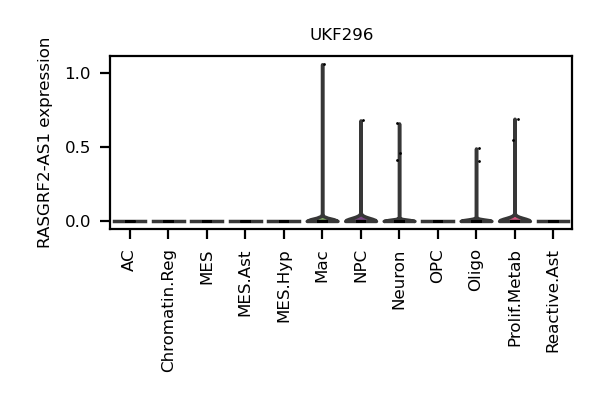 UKF296
RASGRF2-AS1 expression
1.0
0.5
0.0
AC
Chromatin.Reg
MES
MES.Ast
MES.Hyp
Mac
NPC
Neuron
OPC
Oligo
Prolif.Metab
Reactive.Ast